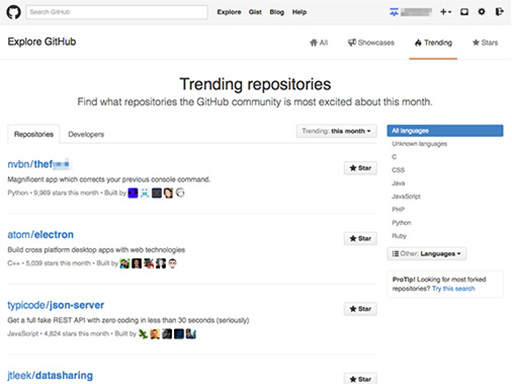 Search GitHub
Explore Gist Blog Help
Explore GitHub
All Showcases Trending Stars
Trending repositories
Find what repositories the GitHub community is most excited about this month.
Repositories Developers
Trending: this month
All languages
Unknown languages
C
CSS
Java
JavaScript
PHP
Python
Ruby
Other: Languages
ProTip! Looking for most forked
repositories? Try this search
nvbn/thef
Star
Magnificent app which corrects your previous console command.
Python • 9,969 stars this month • Built by
atom/electron
Star
Build cross platform desktop apps with web technologies
C++ • 5,039 stars this month • Built by
typicode/json-server
Star
Get a full fake REST API with zero coding in less than 30 seconds (seriously)
JavaScript • 4,824 stars this month • Built by
jtleek/datasharing
Star